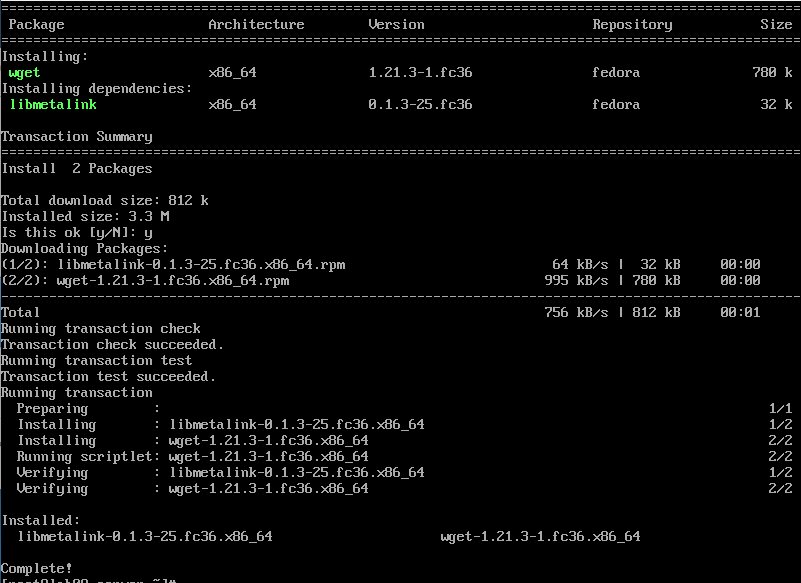 ================================================================================
Package Architecture Version Repository Size
================================================================================
Installing:
wget x86_64 1.21.3-1.fc36 fedora 780 k
Installing dependencies:
libmetalink x86_64 0.1.3-25.fc36 fedora 32 k
Transaction Summary
================================================================================
Install 2 Packages
Total download size: 812 k
Installed size: 3.3 M
Is this ok [y/N]: y
Downloading Packages:
(1/2): libmetalink-0.1.3-25.fc36.x86_64.rpm 64 kB/s | 32 kB 00:00
(2/2): wget-1.21.3-1.fc36.x86_64.rpm 995 kB/s | 780 kB 00:00
--------------------------------------------------------------------------------
Total 756 kB/s | 812 kB 00:01
Running transaction check
Transaction check succeeded.
Running transaction test
Transaction test succeeded.
Running transaction
Preparing : 1/1
Installing : libmetalink-0.1.3-25.fc36.x86_64 1/2
Installing : wget-1.21.3-1.fc36.x86_64 2/2
Running scriptlet: wget-1.21.3-1.fc36.x86_64 2/2
Verifying : libmetalink-0.1.3-25.fc36.x86_64 1/2
Verifying : wget-1.21.3-1.fc36.x86_64 2/2
Installed:
libmetalink-0.1.3-25.fc36.x86_64 wget-1.21.3-1.fc36.x86_64
Complete!